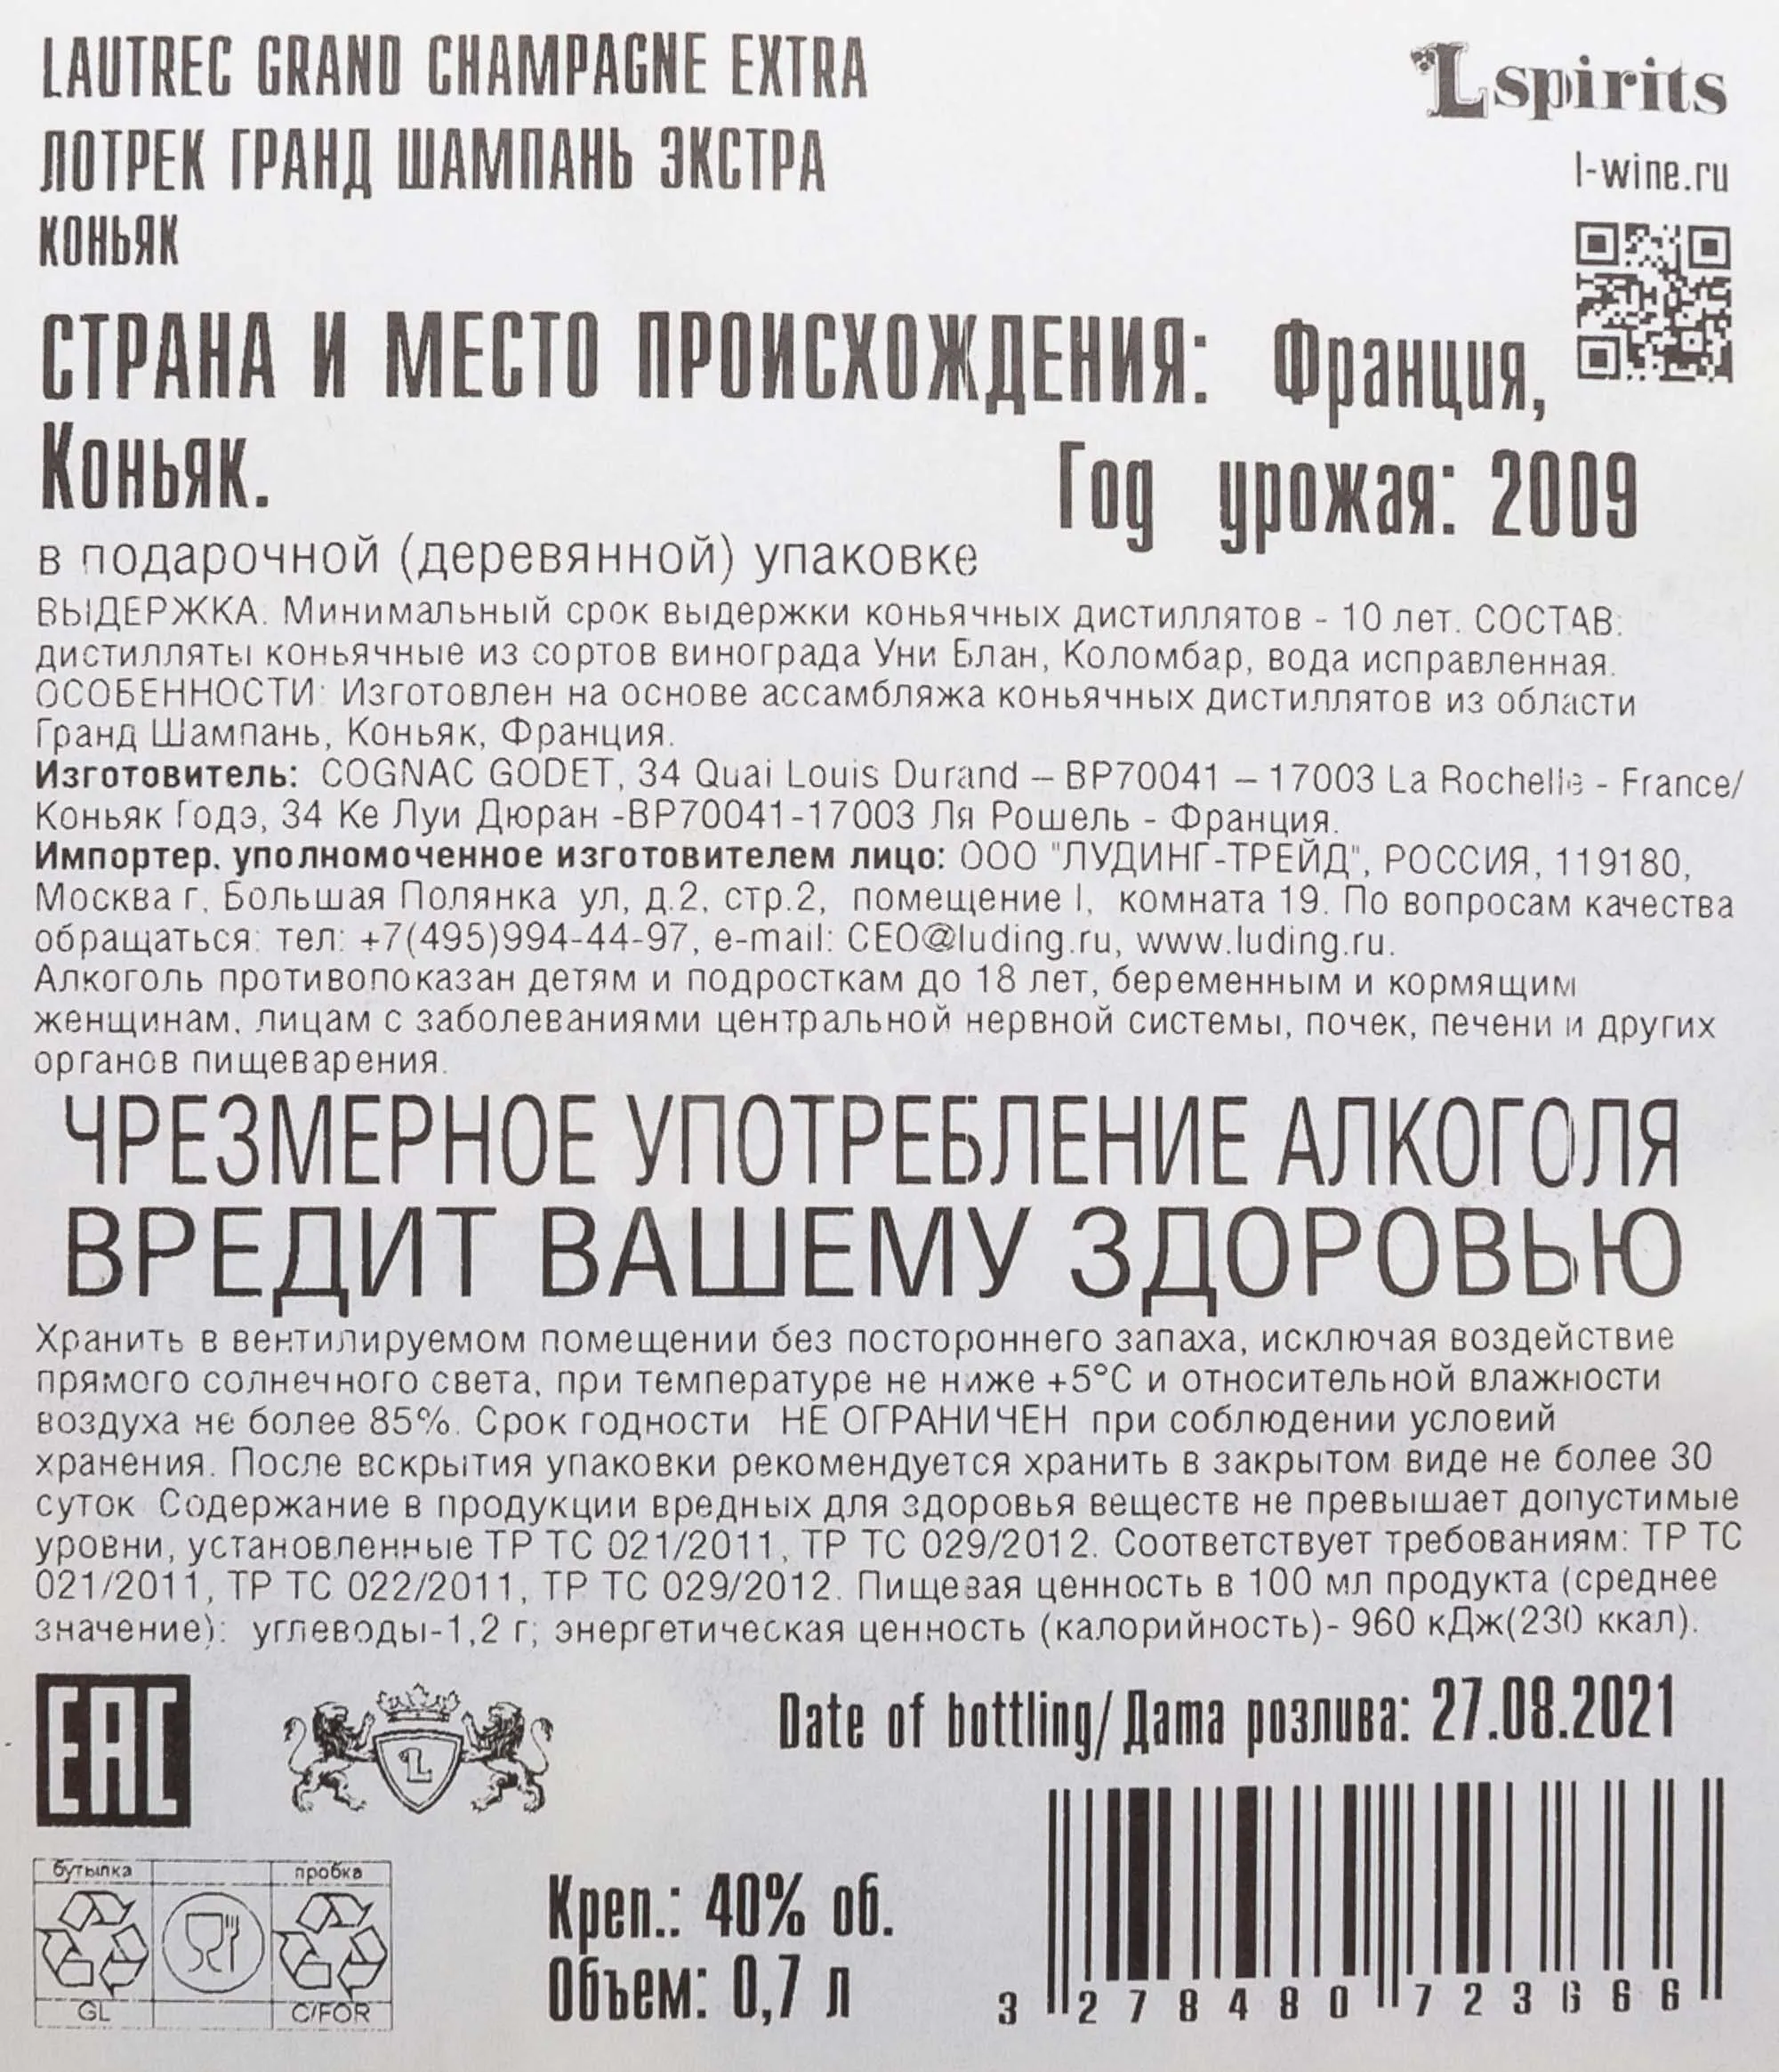 LAUTREC GRAND CHAMPAGNE EXTRA
ЛОТРЕК ГРАНД ШАМПАНЬ ЭКСТРА
КОНЬЯК
L spirits
l-wine.ru
СТРАНА И МЕСТО ПРОИСХОЖДЕНИЯ: Франция,
Коньяк.
Год урожая: 2009
в подарочной (деревянной) упаковке
ВЫДЕРЖКА. Минимальный срок выдержки коньячных дистиллятов - 10 лет. СОСТАВ:
дистилляты коньячные из сортов винограда Уни Блан, Коломбар, вода исправленная.
ОСОБЕННОСТИ: Изготовлен на основе ассамбляжа коньячных дистиллятов из области
Гранд Шампань, Коньяк, Франция.
Изготовитель: COGNAC GODET, 34 Quai Louis Durand – BP70041 – 17003 La Rochelle - France/
Коньяк Годэ, 34 Ке Луи Дюран -BP70041-17003 Ля Рошель - Франция.
Импортер, уполномоченное изготовителем лицо: ООО "ЛУДИНГ-ТРЕЙД", РОССИЯ, 119180,
Москва г, Большая Полянка ул, д.2, стр.2, помещение I, комната 19. По вопросам качества
обращаться: тел: +7(495)994-44-97, e-mail: CEO@luding.ru, www.luding.ru.
Алкоголь противопоказан детям и подросткам до 18 лет, беременным и кормящим
женщинам, лицам с заболеваниями центральной нервной системы, почек, печени и других
органов пищеварения.
ЧРЕЗМЕРНОЕ УПОТРЕБЛЕНИЕ АЛКОГОЛЯ
ВРЕДИТ ВАШЕМУ ЗДОРОВЬЮ
Хранить в вентилируемом помещении без постороннего запаха, исключая воздействие
прямого солнечного света, при температуре не ниже +5°С и относительной влажности
воздуха не более 85%. Срок годности НЕ ОГРАНИЧЕН при соблюдении условий
хранения. После вскрытия упаковки рекомендуется хранить в закрытом виде не более 30
суток. Содержание в продукции вредных для здоровья веществ не превышает допустимые
уровни, установленные ТР ТС 021/2011, ТР ТС 029/2012. Соответствует требованиям: ТР ТС
021/2011, ТР ТС 022/2011, ТР ТС 029/2012. Пищевая ценность в 100 мл продукта (среднее
значение): углеводы-1,2 г; энергетическая ценность (калорийность)- 960 кДж(230 ккал).
EAC
L
Date of bottling/Дата розлива: 27.08.2021
бутылка
пробка
GL
C/FOR
Креп.: 40% об.
Объем: 0,7 л
3 278480 723666